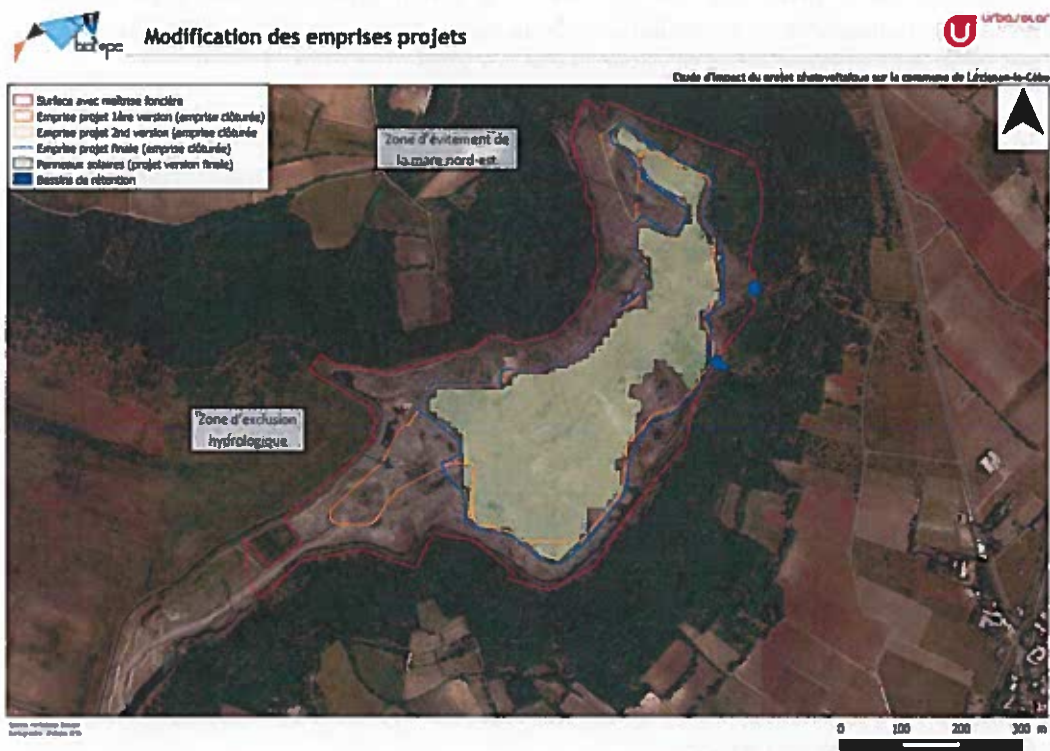 biotope
Modification des emprises projets
urbasolar
Etude d'impact du projet photovoltaïque sur la commune de Lézignan-la-Cèbe
Surface avec maîtrise foncière
Emprise projet 1ère version (emprise clôturée)
Emprise projet 2nd version (emprise clôturée
Emprise projet finale (emprise clôturée)
Panneaux solaires (projet version finale)
Bassins de rétention
Zone d'évitement de
la mare nord-est
Zone d'exclusion
hydrologique
0 100 200 300 m